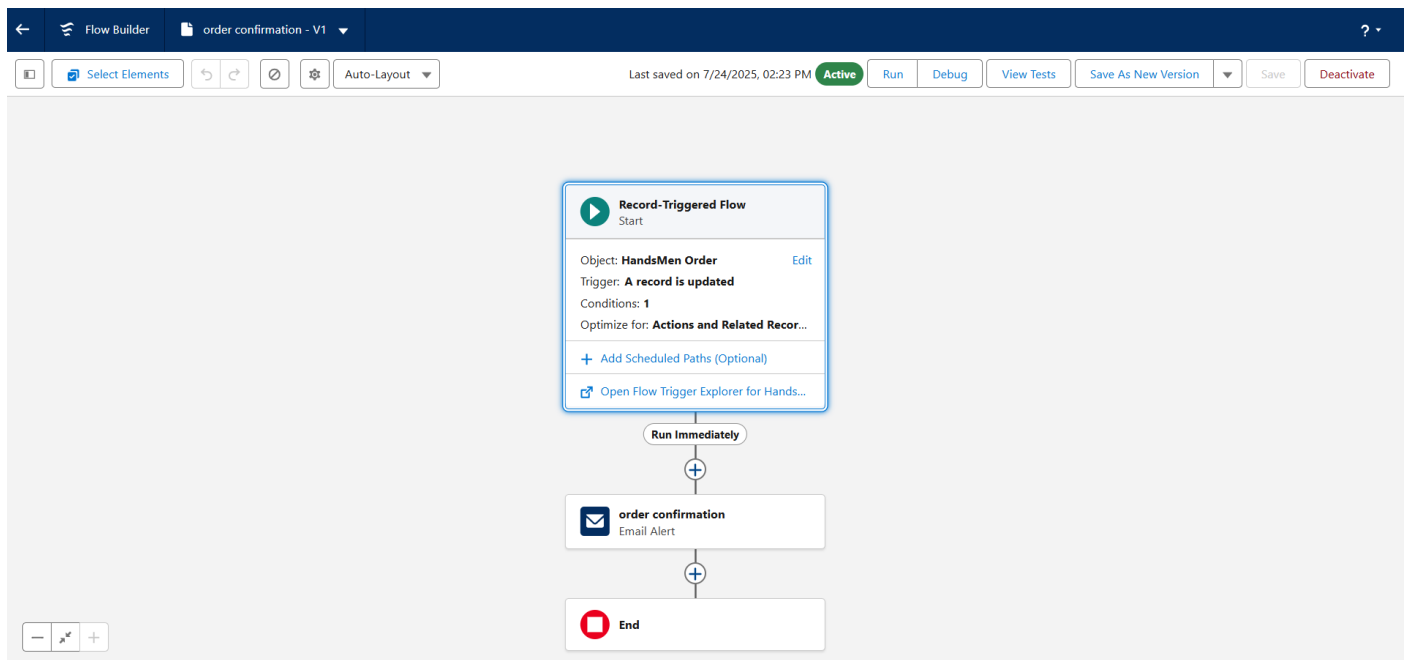 Flow Builder
order confirmation - V1
?
Select Elements
Auto-Layout
Last saved on 7/24/2025, 02:23 PM
Active
Run
Debug
View Tests
Save As New Version
Save
Deactivate
Record-Triggered Flow
Start
Object: HandsMen Order
Edit
Trigger: A record is updated
Conditions: 1
Optimize for: Actions and Related Recor...
Add Scheduled Paths (Optional)
Open Flow Trigger Explorer for Hands...
Run Immediately
order confirmation
Email Alert
End